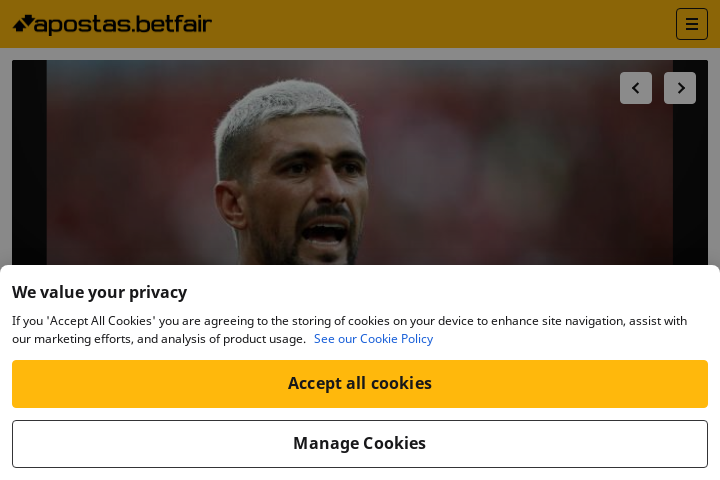 apostas.betfair
We value your privacy
If you 'Accept All Cookies' you are agreeing to the storing of cookies on your device to enhance site navigation, assist with
our marketing efforts, and analysis of product usage. See our Cookie Policy
Accept all cookies
Manage Cookies